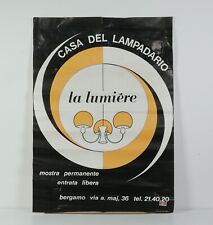 CASA DEL LAMPADARIO
la lumière
mostra permanente
entrata libera
bergamo via a. maj, 36 tel. 21.40.20